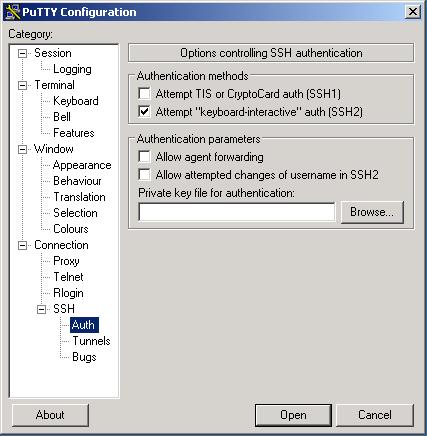 PuTTY Configuration
Category:
Session
Logging
Terminal
Keyboard
Bell
Features
Window
Appearance
Behaviour
Translation
Selection
Colours
Connection
Proxy
Telnet
Rlogin
SSH
Auth
Tunnels
Bugs
Options controlling SSH authentication
Authentication methods
Attempt TIS or CryptoCard auth (SSH1)
Attempt "keyboard-interactive" auth (SSH2)
Authentication parameters
Allow agent forwarding
Allow attempted changes of username in SSH2
Private key file for authentication:
Browse...
About
Open
Cancel